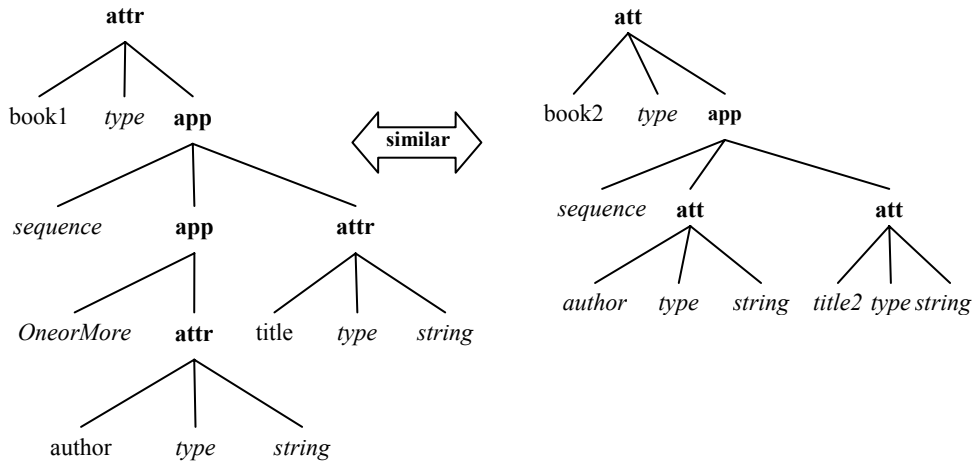 attr
book1 type app
sequence app attr
OneorMore attr title type string
author type string
similar
att
book2 type app
sequence att att
author type string title2 type string